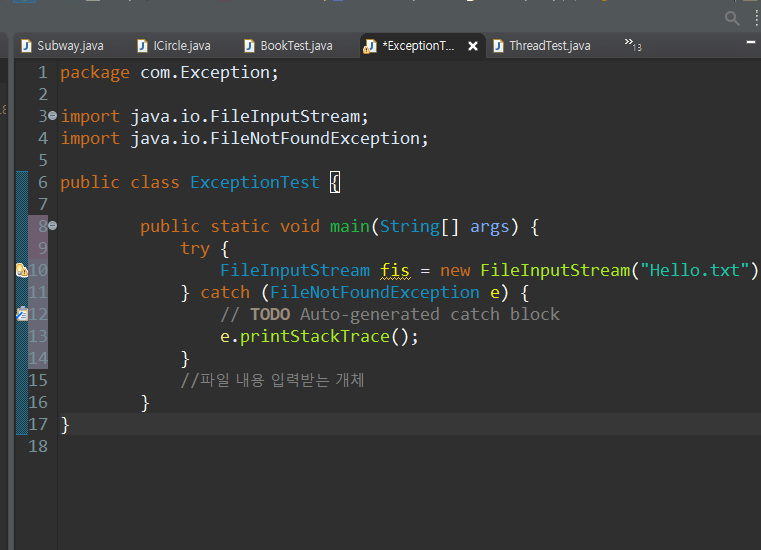 Subway.java ICircle.java BookTest.java *ExceptionT... ThreadTest.java »13
1 package com.Exception;
2
3 import java.io.FileInputStream;
4 import java.io.FileNotFoundException;
5
6 public class ExceptionTest {
7
8 public static void main(String[] args) {
9 try {
10 FileInputStream fis = new FileInputStream("Hello.txt")
11 } catch (FileNotFoundException e) {
12 // TODO Auto-generated catch block
13 e.printStackTrace();
14 }
15 //파일 내용 입력받는 개체
16 }
17 }
18